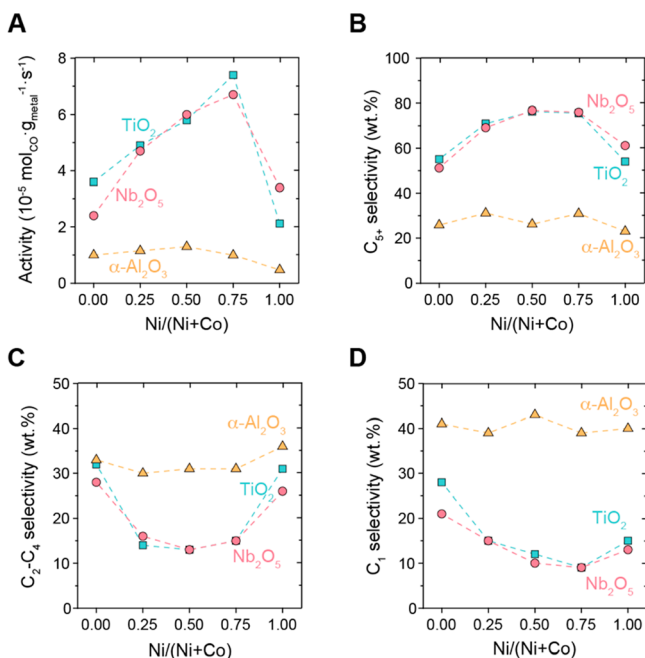 A
Activity (10⁻⁵ mol_CO·g_metal⁻¹·s⁻¹)
8
6
4
2
0
TiO₂
Nb₂O₅
α-Al₂O₃
0.00 0.25 0.50 0.75 1.00
Ni/(Ni+Co)
B
C₅₊ selectivity (wt.%)
100
80
60
40
20
0
Nb₂O₅
TiO₂
α-Al₂O₃
0.00 0.25 0.50 0.75 1.00
Ni/(Ni+Co)
C
C₂-C₄ selectivity (wt.%)
50
40
30
20
10
0
α-Al₂O₃
TiO₂
Nb₂O₅
0.00 0.25 0.50 0.75 1.00
Ni/(Ni+Co)
D
C₁ selectivity (wt.%)
50
40
30
20
10
0
α-Al₂O₃
TiO₂
Nb₂O₅
0.00 0.25 0.50 0.75 1.00
Ni/(Ni+Co)